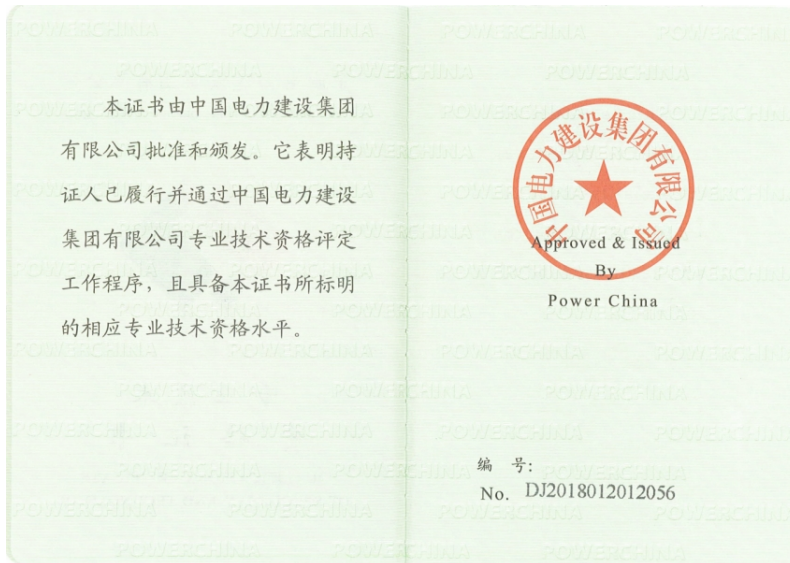 本证书由中国电力建设集团
有限公司批准和颁发。它表明持
证人已履行并通过中国电力建设
集团有限公司专业技术资格评定
工作程序，且具备本证书所标明
的相应专业技术资格水平。
中国电力建设集团有限公司
Approved & Issued
By
Power China
编 号：
No. DJ2018012012056
POWERCHINA